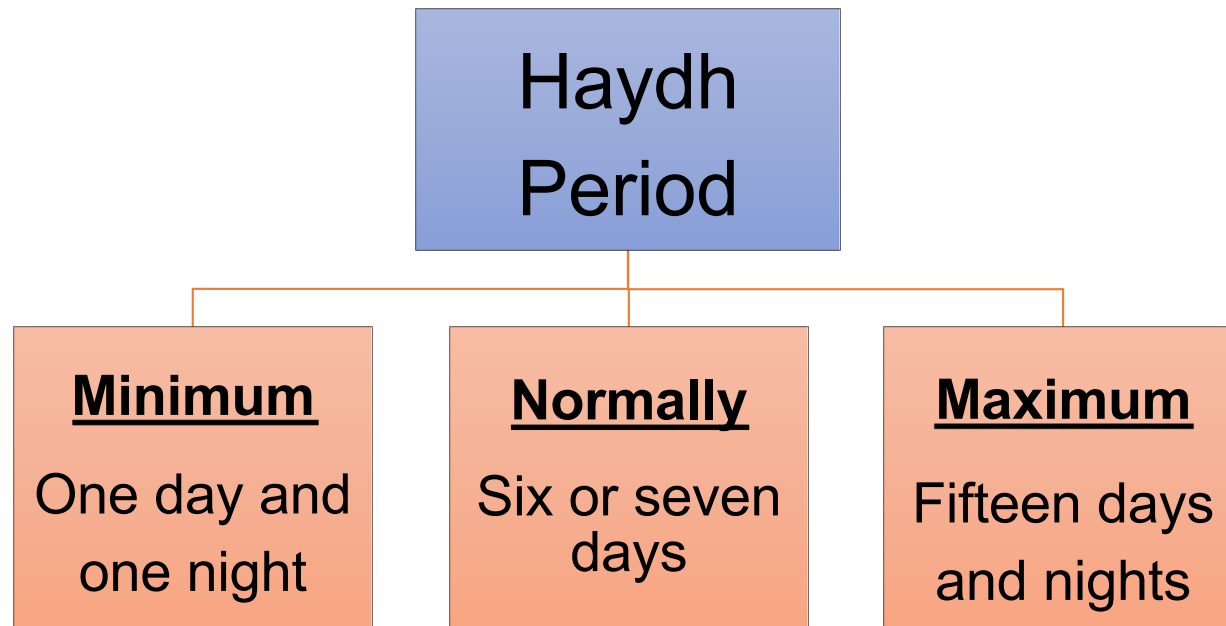 Haydh
Period
Minimum
One day and
one night
Normally
Six or seven
days
Maximum
Fifteen days
and nights